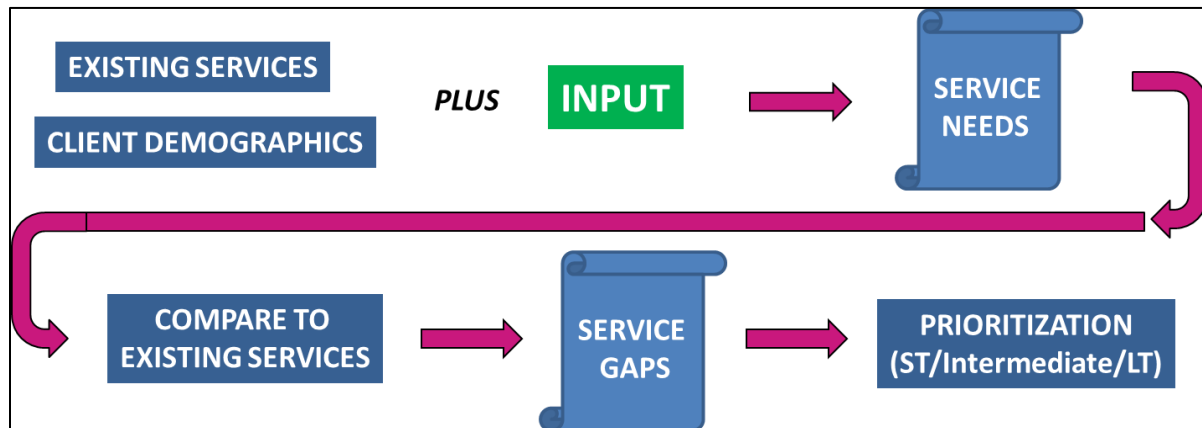 EXISTING SERVICES
CLIENT DEMOGRAPHICS
PLUS
INPUT
SERVICE
NEEDS
COMPARE TO
EXISTING SERVICES
SERVICE
GAPS
PRIORITIZATION
(ST/Intermediate/LT)